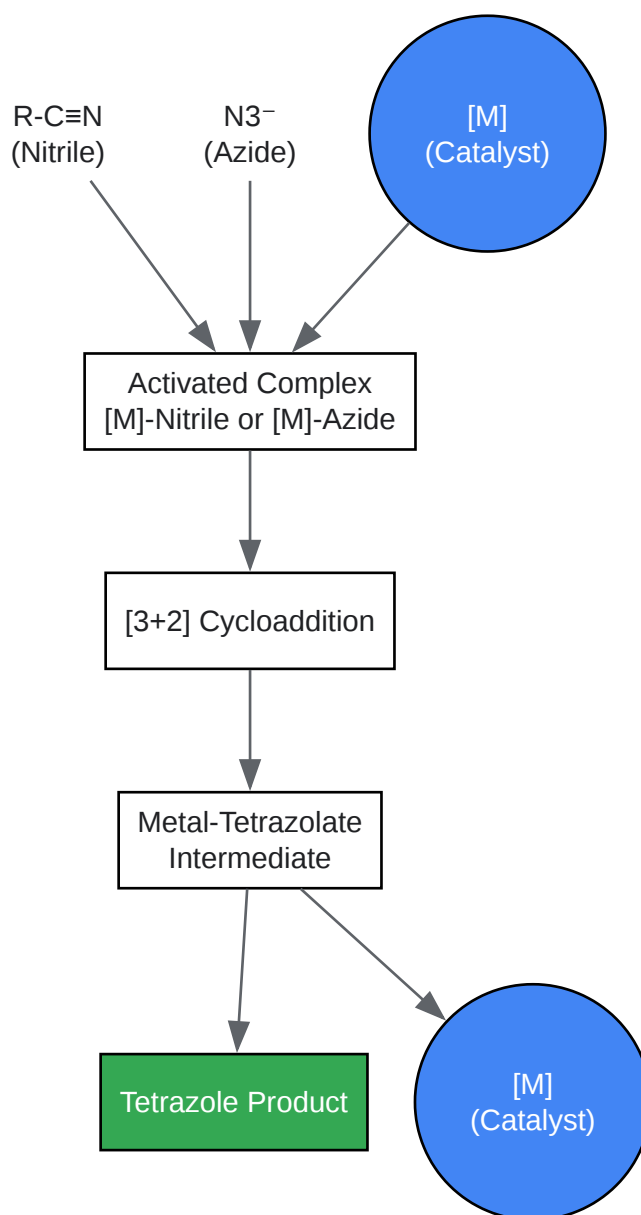 R-C≡N
(Nitrile)
N3⁻
(Azide)
[M]
(Catalyst)
Activated Complex
[M]-Nitrile or [M]-Azide
[3+2] Cycloaddition
Metal-Tetrazolate
Intermediate
Tetrazole Product
[M]
(Catalyst)